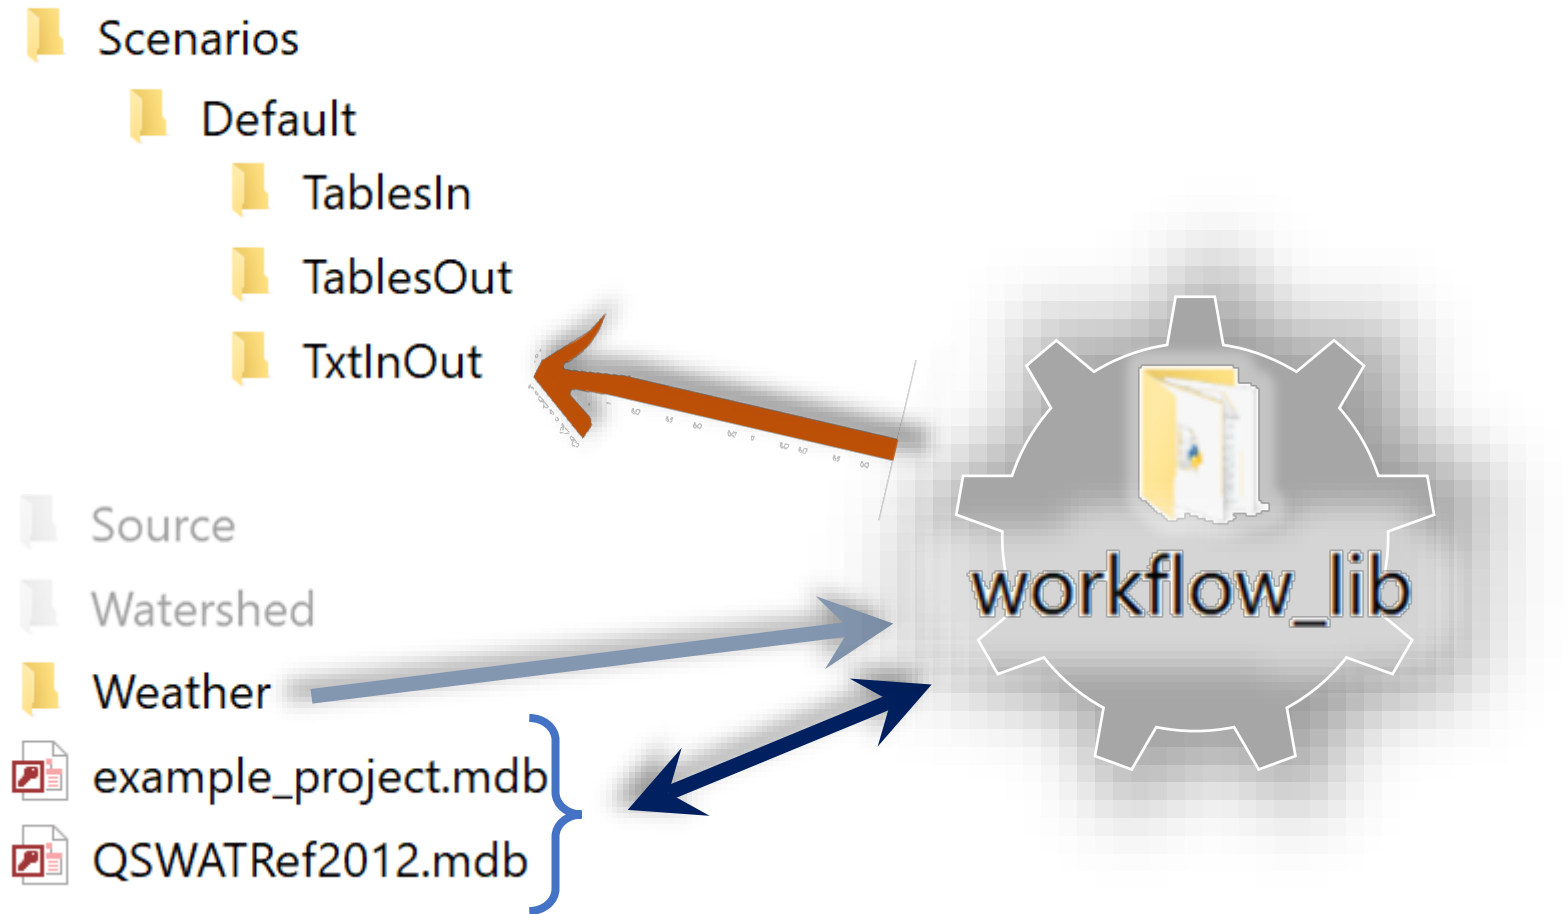 Scenarios
Default
TablesIn
TablesOut
TxtInOut
Source
Watershed
Weather
example_project.mdb
QSWATRef2012.mdb
workflow_lib